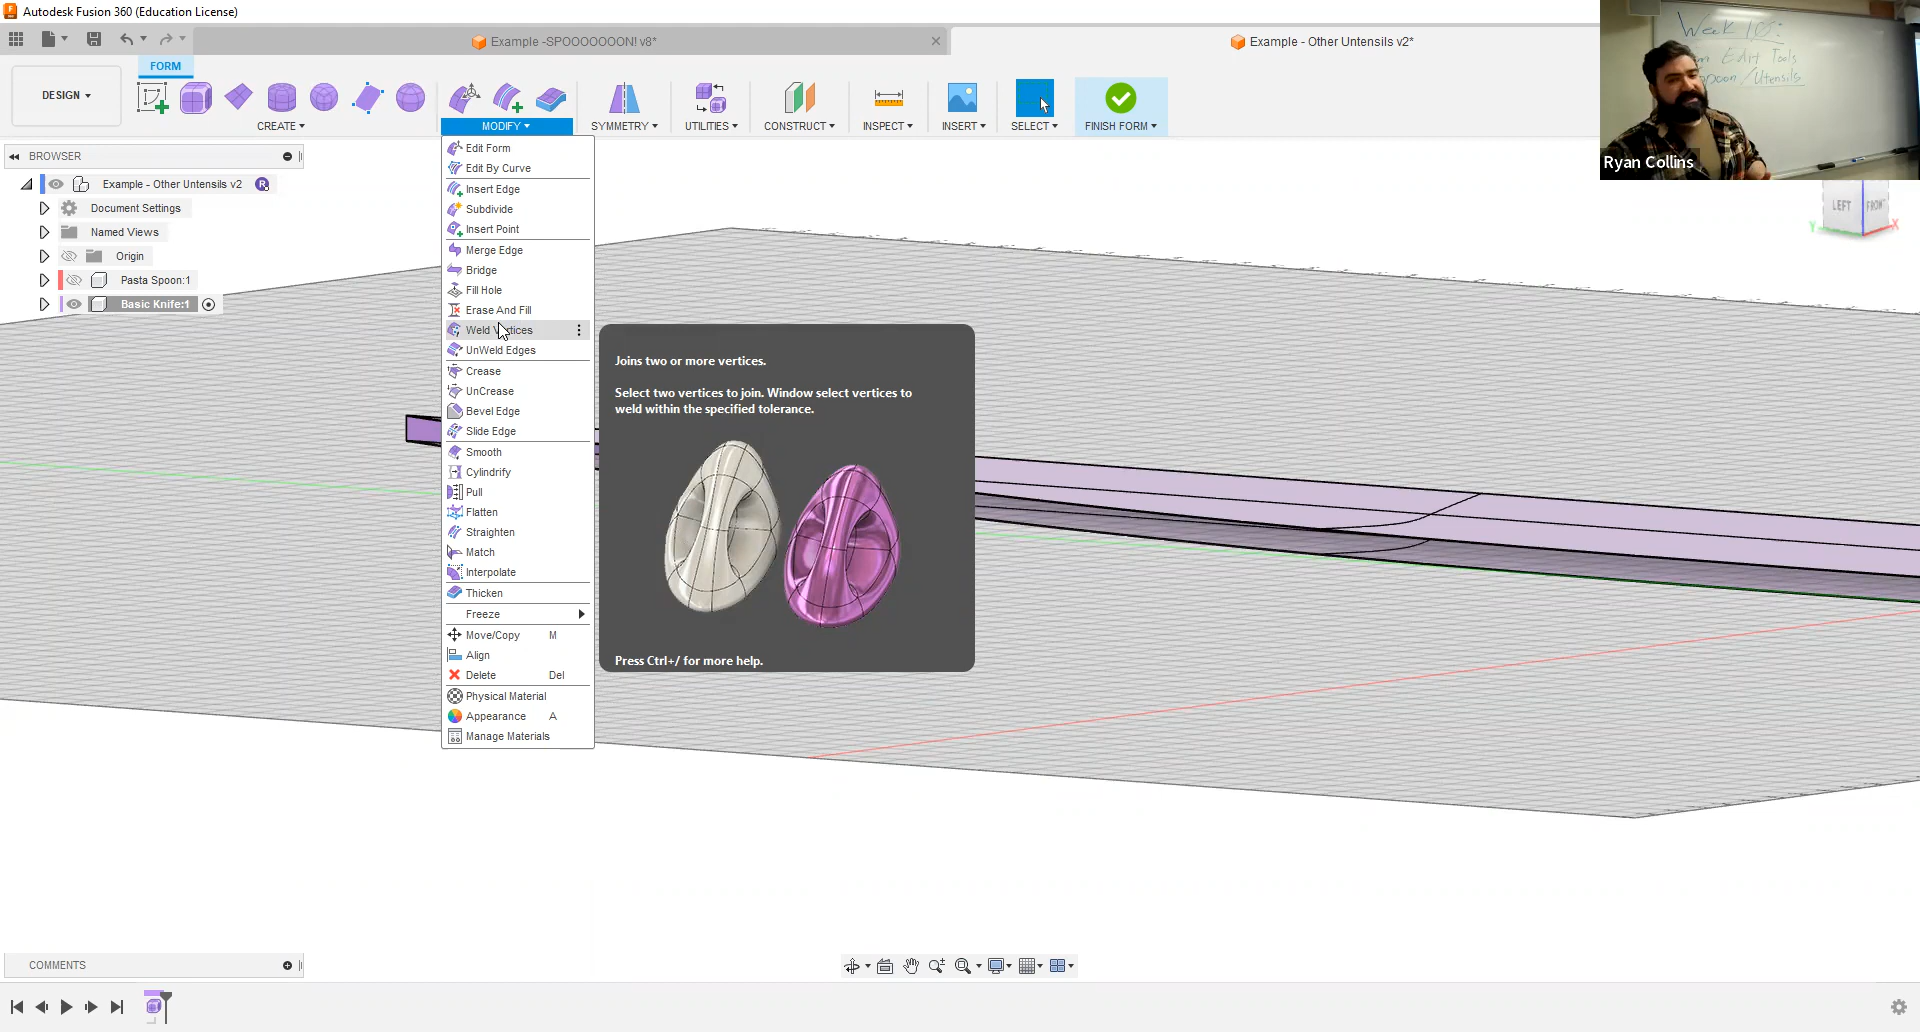 Autodesk Fusion 360 (Education License)
Example -SPOOOOOOON! v8*
Example - Other Untensils v2*
Week 10:
Edit Tools
Spoon/Utensils
Ryan Collins
FORM
DESIGN
CREATE
MODIFY
SYMMETRY
UTILITIES
CONSTRUCT
INSPECT
INSERT
SELECT
FINISH FORM
BROWSER
Example - Other Untensils v2
R
Document Settings
Named Views
Origin
Pasta Spoon:1
Basic Knife:1
Edit Form
Edit By Curve
Insert Edge
Subdivide
Insert Point
Merge Edge
Bridge
Fill Hole
Erase And Fill
Weld Vertices
UnWeld Edges
Crease
UnCrease
Bevel Edge
Slide Edge
Smooth
Cylindrify
Pull
Flatten
Straighten
Match
Interpolate
Thicken
Freeze
Move/Copy M
Align
Delete Del
Physical Material
Appearance A
Manage Materials
Joins two or more vertices.
Select two vertices to join. Window select vertices to
weld within the specified tolerance.
Press Ctrl+/ for more help.
LEFT FRONT
Y X
COMMENTS